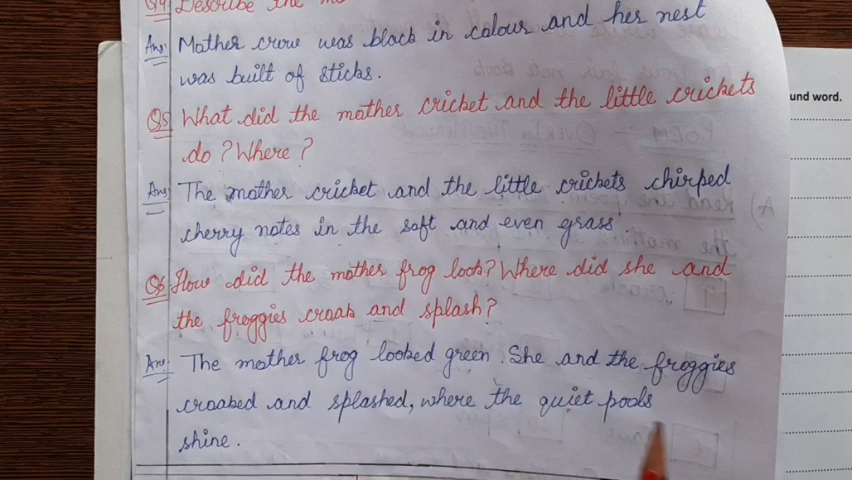 Q4 Describe the mo
Ans: Mother crow was black in colour and her nest
was built of sticks.
Q5 What did the mother cricket and the little crickets
do? Where?
Ans: The mother cricket and the little crickets chirped
cherry notes in the soft and even grass.
Q6 How did the mother frog look? Where did she and
the froggies croak and splash?
Ans: The mother frog looked green. She and the froggies
croaked and splashed, where the quiet pools
shine.
und word.